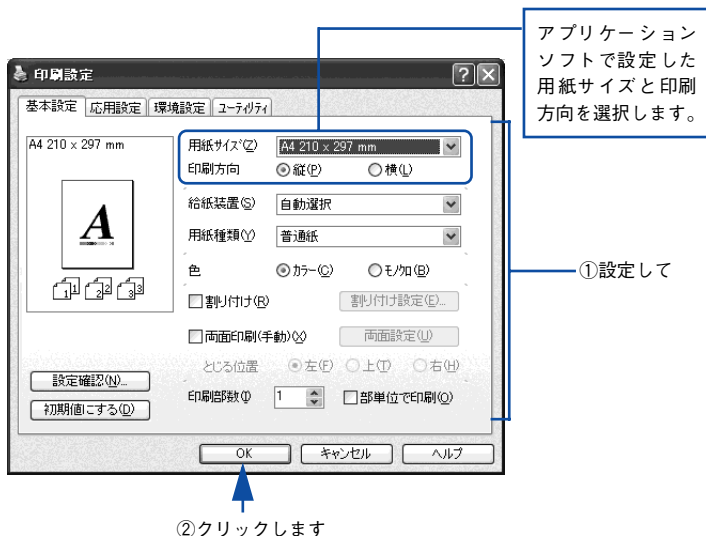 アプリケーション
ソフトで設定した
用紙サイズと印刷
方向を選択します。
印刷設定
基本設定 応用設定 環境設定 ユーティリティ
A4 210 x 297 mm
A
1 1 2 2 3 3
設定確認(N)...
初期値にする(D)
用紙サイズ(Z) A4 210 x 297 mm
印刷方向 縦(P) 横(L)
給紙装置(S) 自動選択
用紙種類(Y) 普通紙
色 カラー(C) モノクロ(B)
割り付け(R) 割り付け設定(E)...
両面印刷(手動)(X) 両面設定(U)
とじる位置 左(F) 上(T) 右(H)
印刷部数(I) 1 部単位で印刷(O)
OK キャンセル ヘルプ
①設定して
②クリックします